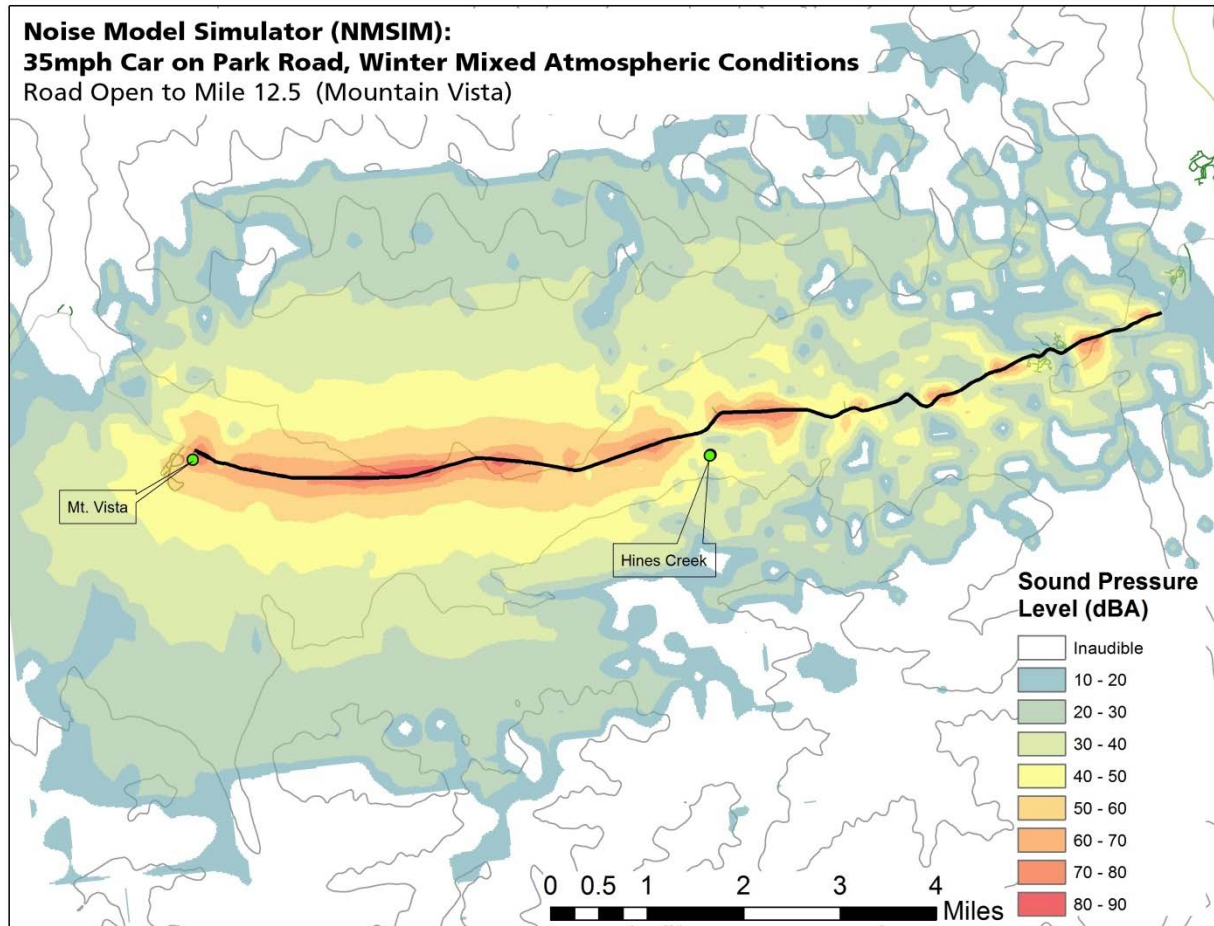 Noise Model Simulator (NMSIM):
35mph Car on Park Road, Winter Mixed Atmospheric Conditions
Road Open to Mile 12.5 (Mountain Vista)
Mt. Vista
Hines Creek
Sound Pressure
Level (dBA)
Inaudible
10 - 20
20 - 30
30 - 40
40 - 50
50 - 60
60 - 70
70 - 80
80 - 90
0 0.5 1 2 3 4
Miles